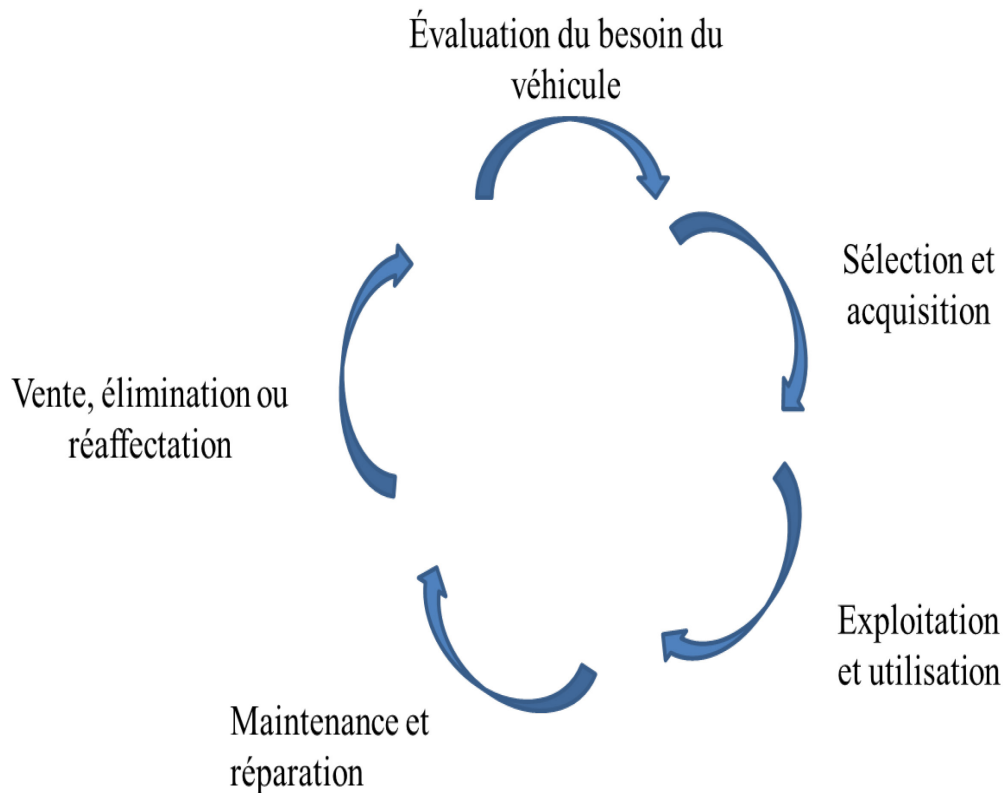 Évaluation du besoin du
véhicule
Sélection et
acquisition
Exploitation
et utilisation
Maintenance et
réparation
Vente, élimination ou
réaffectation